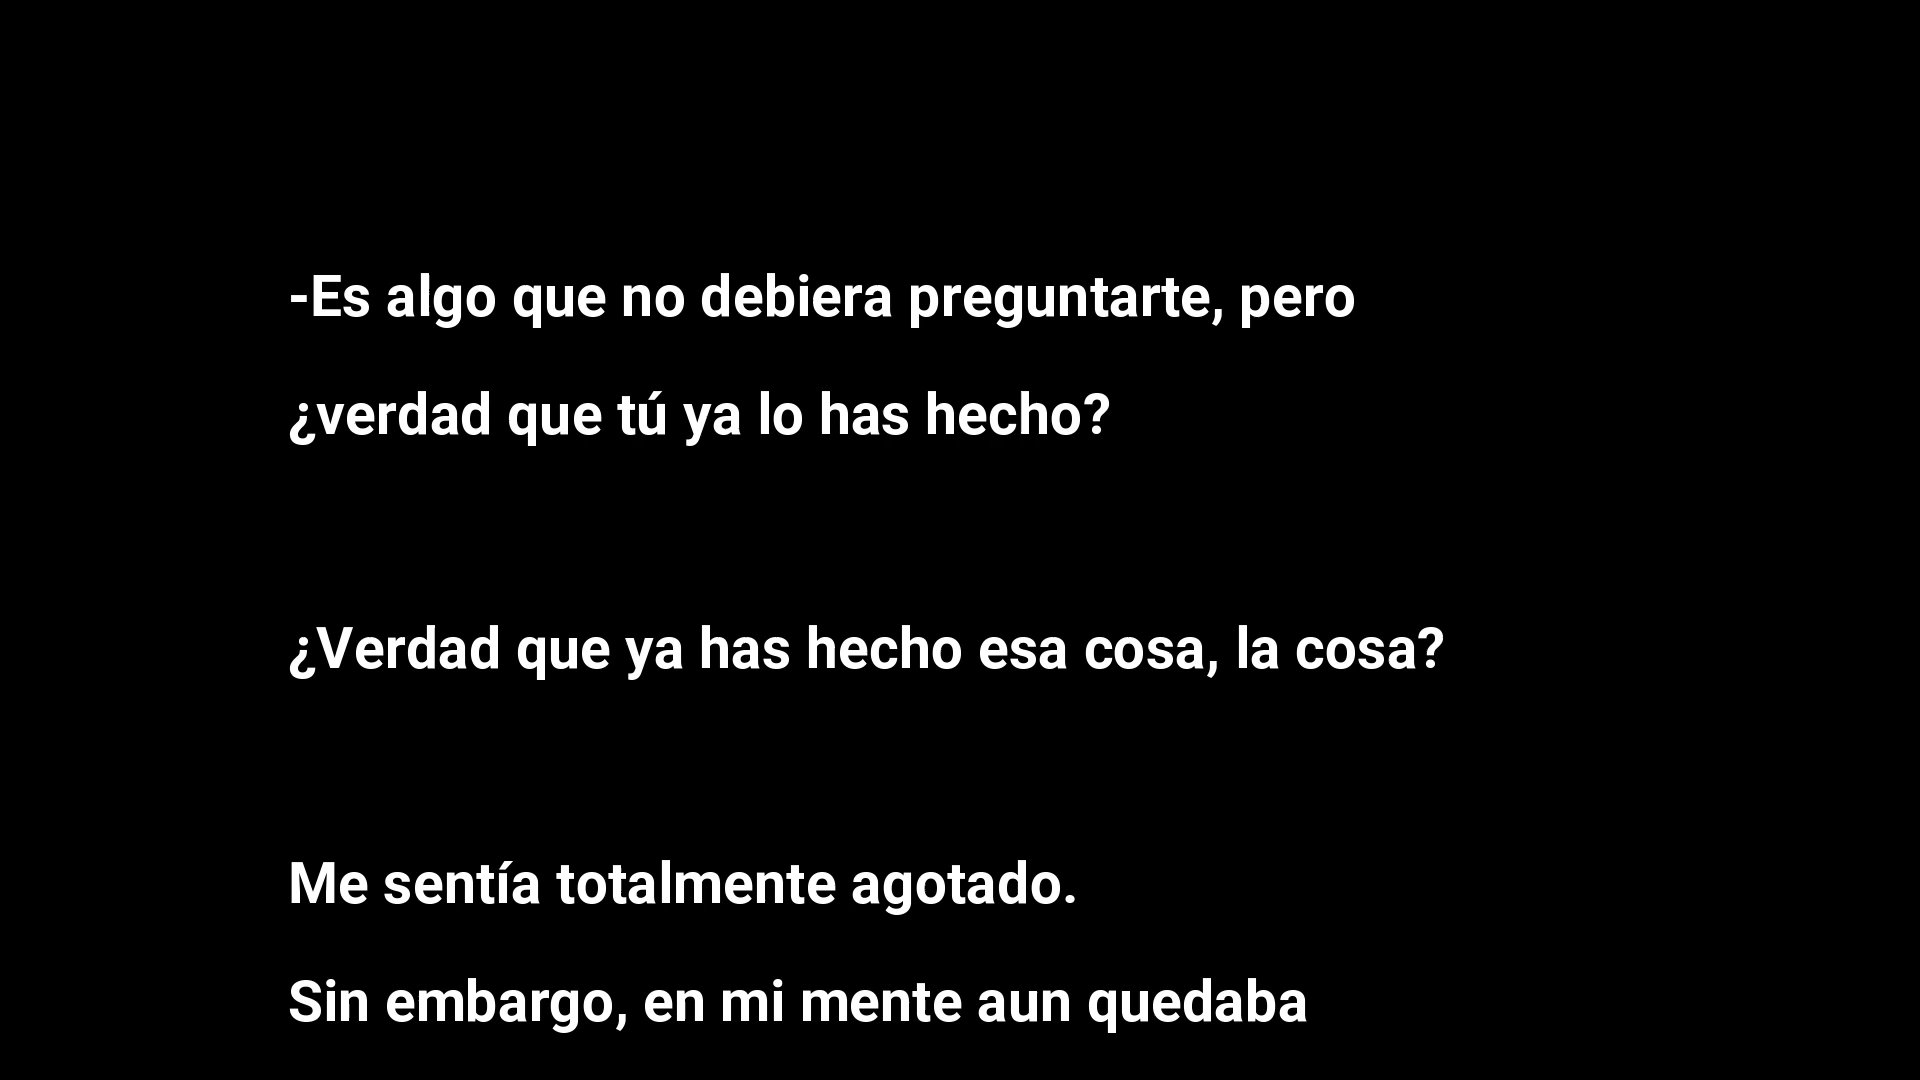 -Es algo que no debiera preguntarte, pero
¿verdad que tú ya lo has hecho?
¿Verdad que ya has hecho esa cosa, la cosa?
Me sentía totalmente agotado.
Sin embargo, en mi mente aun quedaba